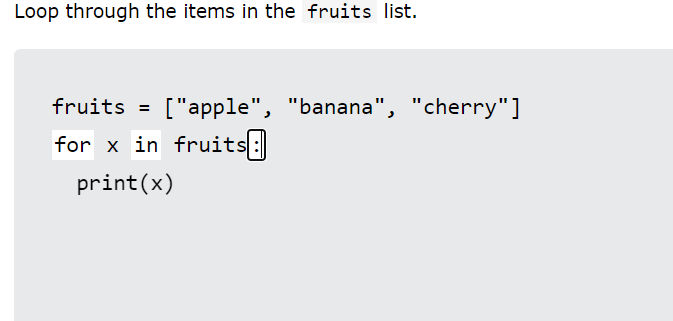 Loop through the items in the fruits list.
fruits = ["apple", "banana", "cherry"]
for x in fruits:
print(x)